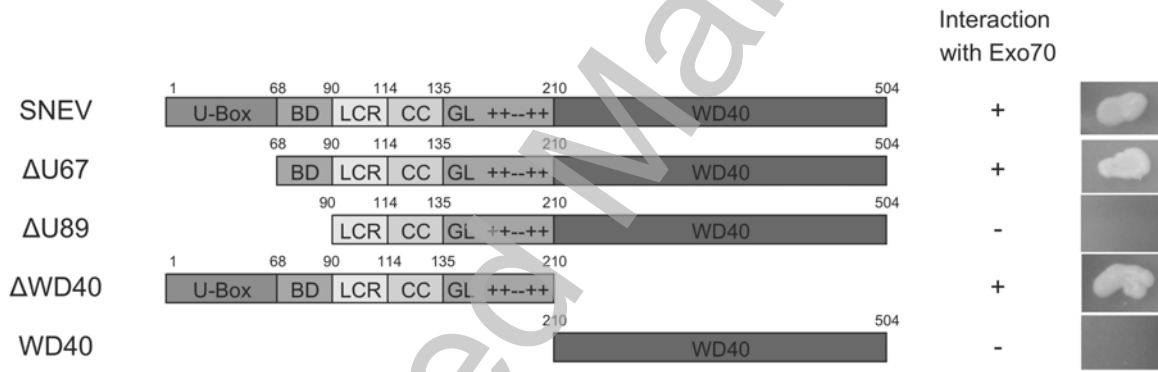 Interaction
with Exo70
1 68 90 114 135 210 504
SNEV U-Box BD LCR CC GL ++--++ WD40 +
68 90 114 135 210 504
ΔU67 BD LCR CC GL ++--++ WD40 +
90 114 135 210 504
ΔU89 LCR CC GL ++--++ WD40 -
1 68 90 114 135 210
ΔWD40 U-Box BD LCR CC GL ++--++ +
210 504
WD40 WD40 -